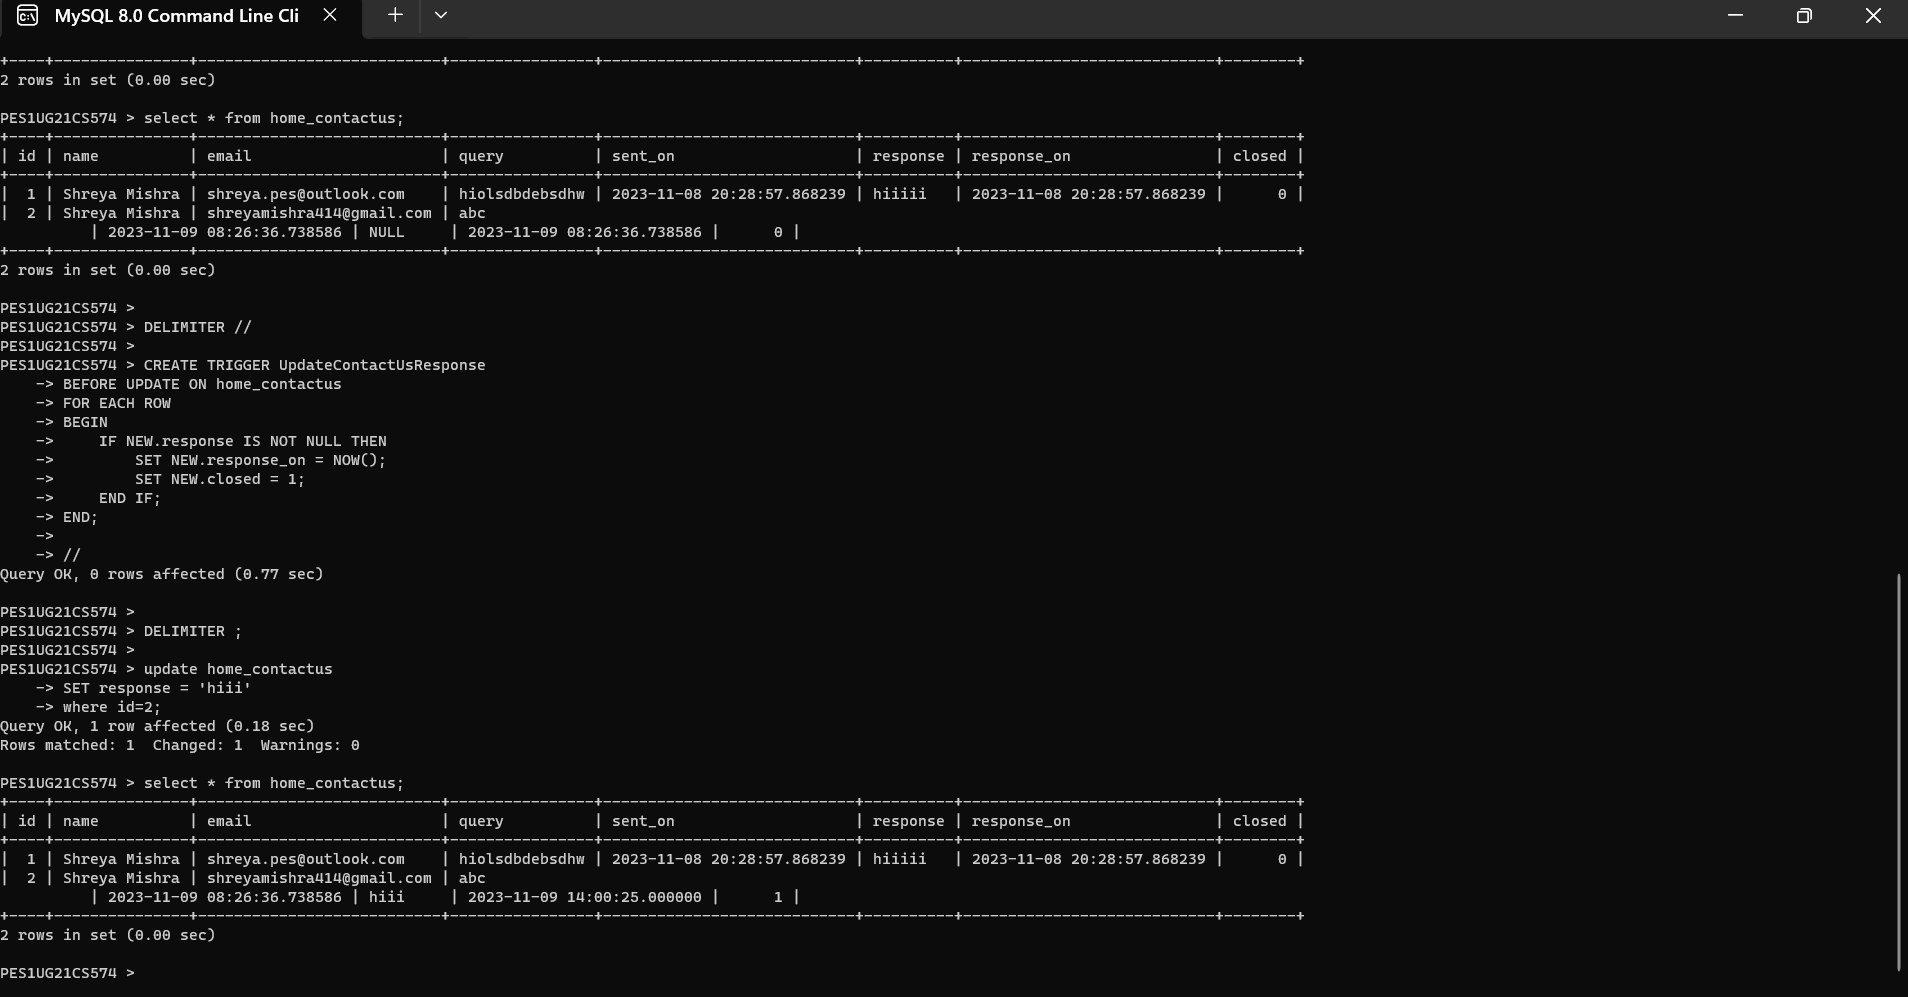 MySQL 8.0 Command Line Cli
+----+---------------+---------------------------+----------------+----------------------------+----------+----------------------------+--------+
2 rows in set (0.00 sec)
PES1UG21CS574 > select * from home_contactus;
+----+---------------+---------------------------+----------------+----------------------------+----------+----------------------------+--------+
| id | name          | email                     | query          | sent_on                    | response | response_on                | closed |
+----+---------------+---------------------------+----------------+----------------------------+----------+----------------------------+--------+
|  1 | Shreya Mishra | shreya.pes@outlook.com    | hiolsdbdebsdhw | 2023-11-08 20:28:57.868239 | hiiiii   | 2023-11-08 20:28:57.868239 |      0 |
|  2 | Shreya Mishra | shreyamishra414@gmail.com | abc
          | 2023-11-09 08:26:36.738586 | NULL     | 2023-11-09 08:26:36.738586 |      0 |
+----+---------------+---------------------------+----------------+----------------------------+----------+----------------------------+--------+
2 rows in set (0.00 sec)
PES1UG21CS574 >
PES1UG21CS574 > DELIMITER //
PES1UG21CS574 >
PES1UG21CS574 > CREATE TRIGGER UpdateContactUsResponse
    -> BEFORE UPDATE ON home_contactus
    -> FOR EACH ROW
    -> BEGIN
    ->     IF NEW.response IS NOT NULL THEN
    ->         SET NEW.response_on = NOW();
    ->         SET NEW.closed = 1;
    ->     END IF;
    -> END;
    ->
    -> //
Query OK, 0 rows affected (0.77 sec)
PES1UG21CS574 >
PES1UG21CS574 > DELIMITER ;
PES1UG21CS574 >
PES1UG21CS574 > update home_contactus
    -> SET response = 'hiii'
    -> where id=2;
Query OK, 1 row affected (0.18 sec)
Rows matched: 1  Changed: 1  Warnings: 0
PES1UG21CS574 > select * from home_contactus;
+----+---------------+---------------------------+----------------+----------------------------+----------+----------------------------+--------+
| id | name          | email                     | query          | sent_on                    | response | response_on                | closed |
+----+---------------+---------------------------+----------------+----------------------------+----------+----------------------------+--------+
|  1 | Shreya Mishra | shreya.pes@outlook.com    | hiolsdbdebsdhw | 2023-11-08 20:28:57.868239 | hiiiii   | 2023-11-08 20:28:57.868239 |      0 |
|  2 | Shreya Mishra | shreyamishra414@gmail.com | abc
          | 2023-11-09 08:26:36.738586 | hiii     | 2023-11-09 14:00:25.000000 |      1 |
+----+---------------+---------------------------+----------------+----------------------------+----------+----------------------------+--------+
2 rows in set (0.00 sec)
PES1UG21CS574 >